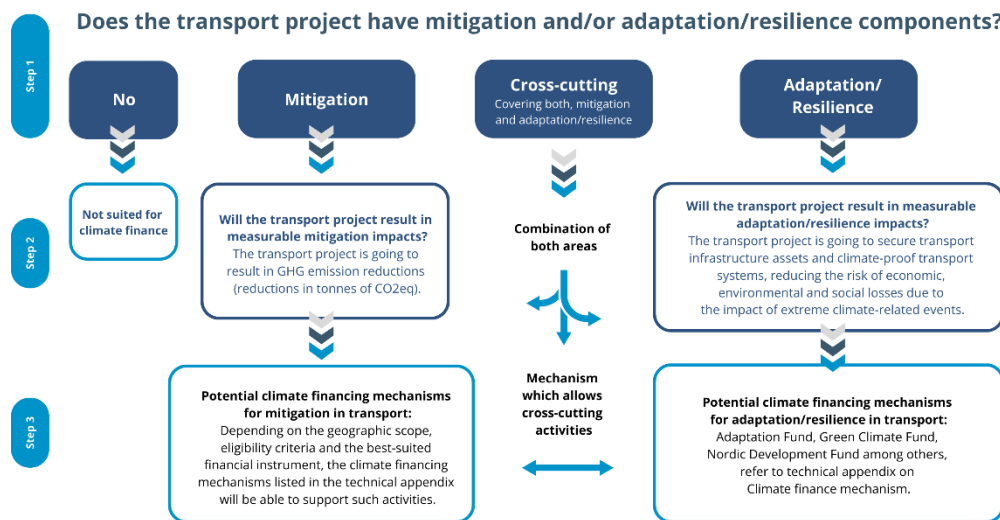 Does the transport project have mitigation and/or adaptation/resilience components?
Step 1
No
Mitigation
Cross-cutting
Covering both, mitigation
and adaptation/resilience
Adaptation/
Resilience
Step 2
Not suited for
climate finance
Will the transport project result in
measurable mitigation impacts?
The transport project is going to
result in GHG emission reductions
(reductions in tonnes of CO2eq).
Combination of
both areas
Will the transport project result in measurable
adaptation/resilience impacts?
The transport project is going to secure transport
infrastructure assets and climate-proof transport
systems, reducing the risk of economic,
environmental and social losses due to
the impact of extreme climate-related events.
Step 3
Potential climate financing mechanisms
for mitigation in transport:
Depending on the geographic scope,
eligibility criteria and the best-suited
financial instrument, the climate financing
mechanisms listed in the technical appendix
will be able to support such activities.
Mechanism
which allows
cross-cutting
activities
Potential climate financing mechanisms
for adaptation/resilience in transport:
Adaptation Fund, Green Climate Fund,
Nordic Development Fund among others,
refer to technical appendix on
Climate finance mechanism.